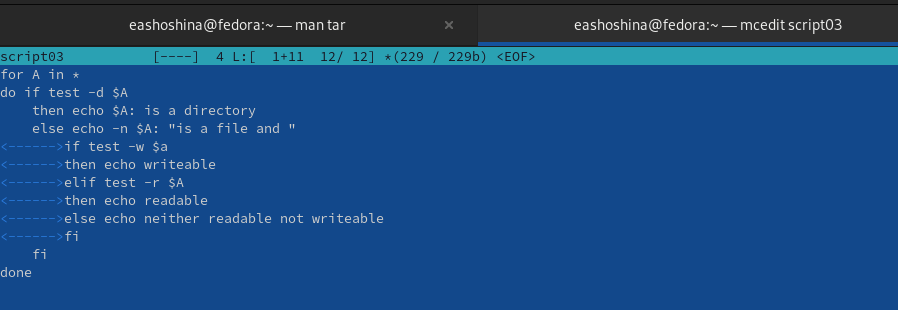 eashoshina@fedora:~ — man tar × eashoshina@fedora:~ — mcedit script03
script03 [----] 4 L:[ 1+11 12/ 12] *(229 / 229b) <EOF>
for A in *
do if test -d $A
    then echo $A: is a directory
    else echo -n $A: "is a file and "
<------>if test -w $a
<------>then echo writeable
<------>elif test -r $A
<------>then echo readable
<------>else echo neither readable not writeable
<------>fi
    fi
done